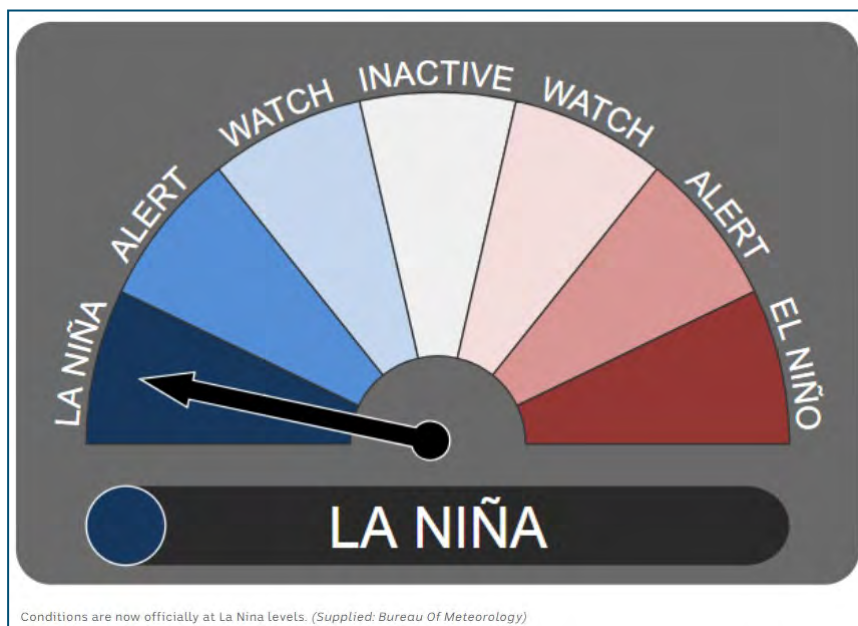 LA NIÑA
ALERT
WATCH
INACTIVE
WATCH
ALERT
EL NIÑO
LA NIÑA
Conditions are now officially at La Nina levels. (Supplied: Bureau Of Meteorology)